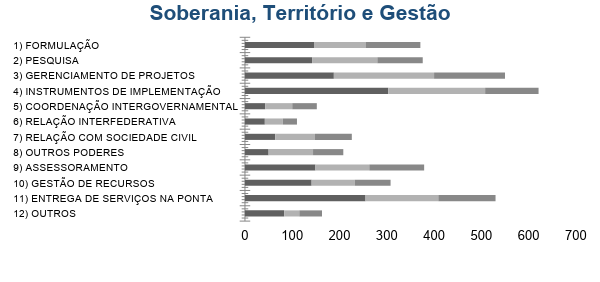 Soberania, Território e Gestão
1) FORMULAÇÃO
2) PESQUISA
3) GERENCIAMENTO DE PROJETOS
4) INSTRUMENTOS DE IMPLEMENTAÇÃO
5) COORDENAÇÃO INTERGOVERNAMENTAL
6) RELAÇÃO INTERFEDERATIVA
7) RELAÇÃO COM SOCIEDADE CIVIL
8) OUTROS PODERES
9) ASSESSORAMENTO
10) GESTÃO DE RECURSOS
11) ENTREGA DE SERVIÇOS NA PONTA
12) OUTROS
0 100 200 300 400 500 600 700